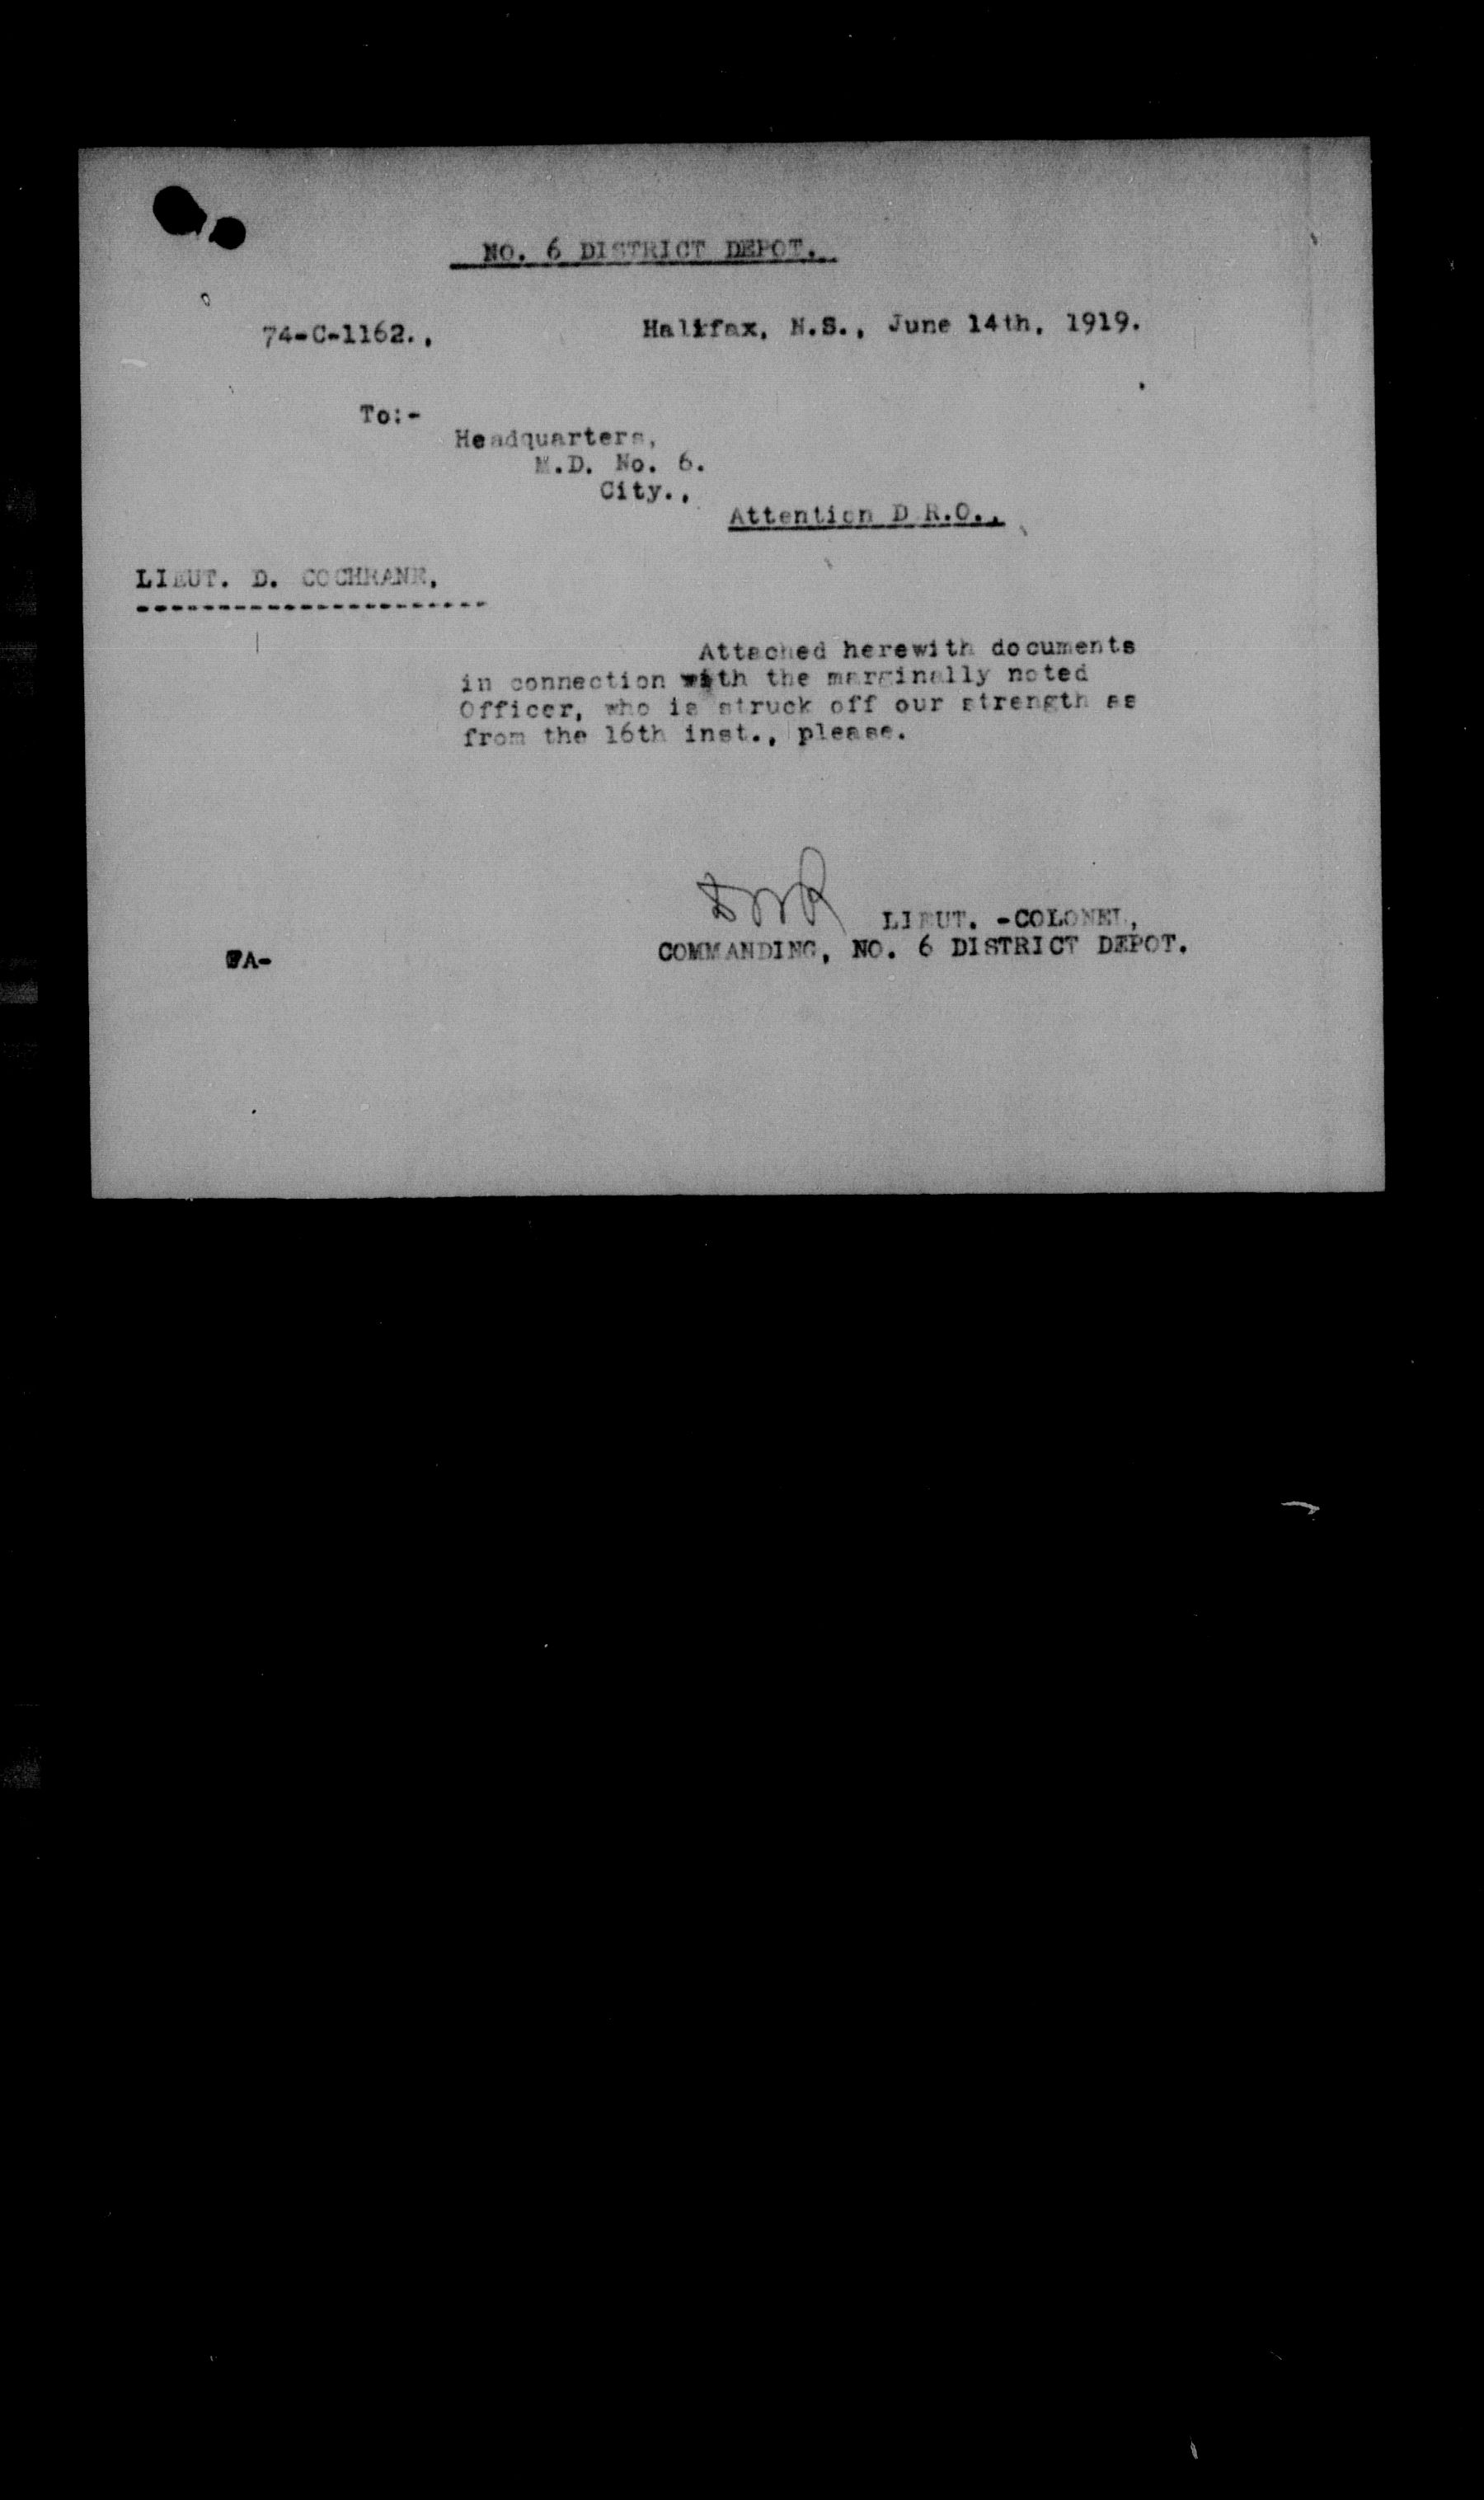 NO. 6 DISTRICT DEPOT.
74-C-1162.,
Halifax, N.S., June 14th, 1919.
To:-
Headquarters,
M.D. No. 6.
City.,
Attention D.R.O.,
LIEUT. D. COCHRANE,
Attached herewith documents
in connection with the marginally noted
Officer, who is struck off our strength as
from the 16th inst., please.
LIEUT. -COLONEL,
COMMANDING, NO. 6 DISTRICT DEPOT.